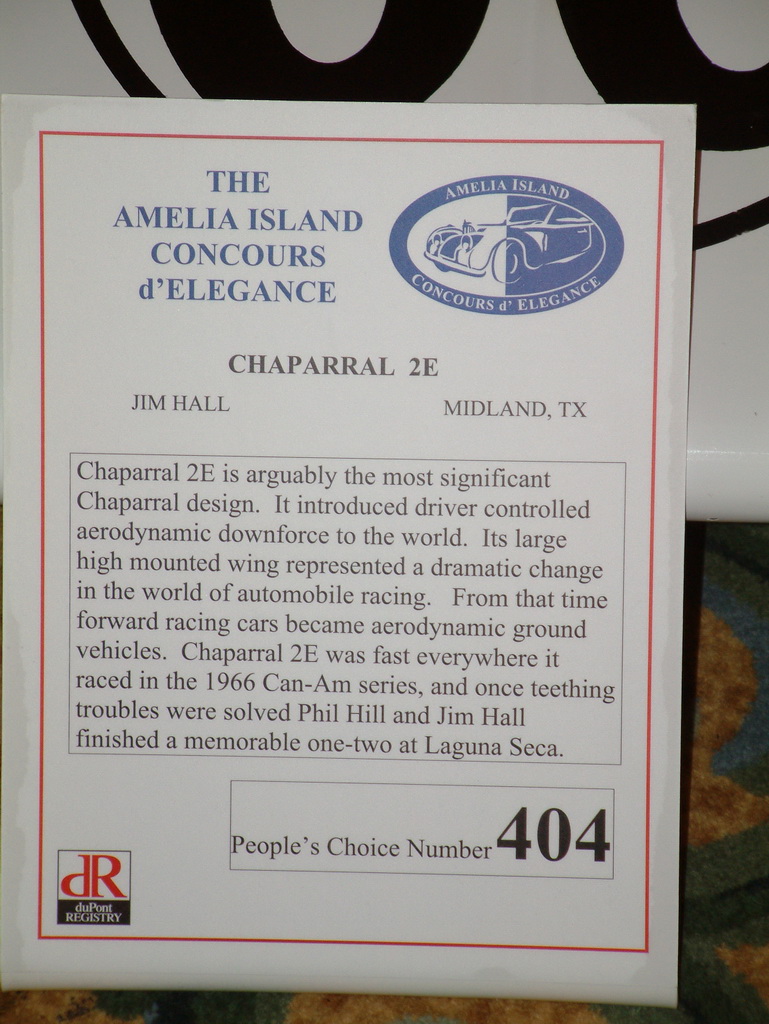 THE
AMELIA ISLAND
CONCOURS
d'ELEGANCE
AMELIA ISLAND
CONCOURS d' ELEGANCE
CHAPARRAL 2E
JIM HALL MIDLAND, TX
Chaparral 2E is arguably the most significant
Chaparral design. It introduced driver controlled
aerodynamic downforce to the world. Its large
high mounted wing represented a dramatic change
in the world of automobile racing. From that time
forward racing cars became aerodynamic ground
vehicles. Chaparral 2E was fast everywhere it
raced in the 1966 Can-Am series, and once teething
troubles were solved Phil Hill and Jim Hall
finished a memorable one-two at Laguna Seca.
People's Choice Number 404
dR
duPont
REGISTRY